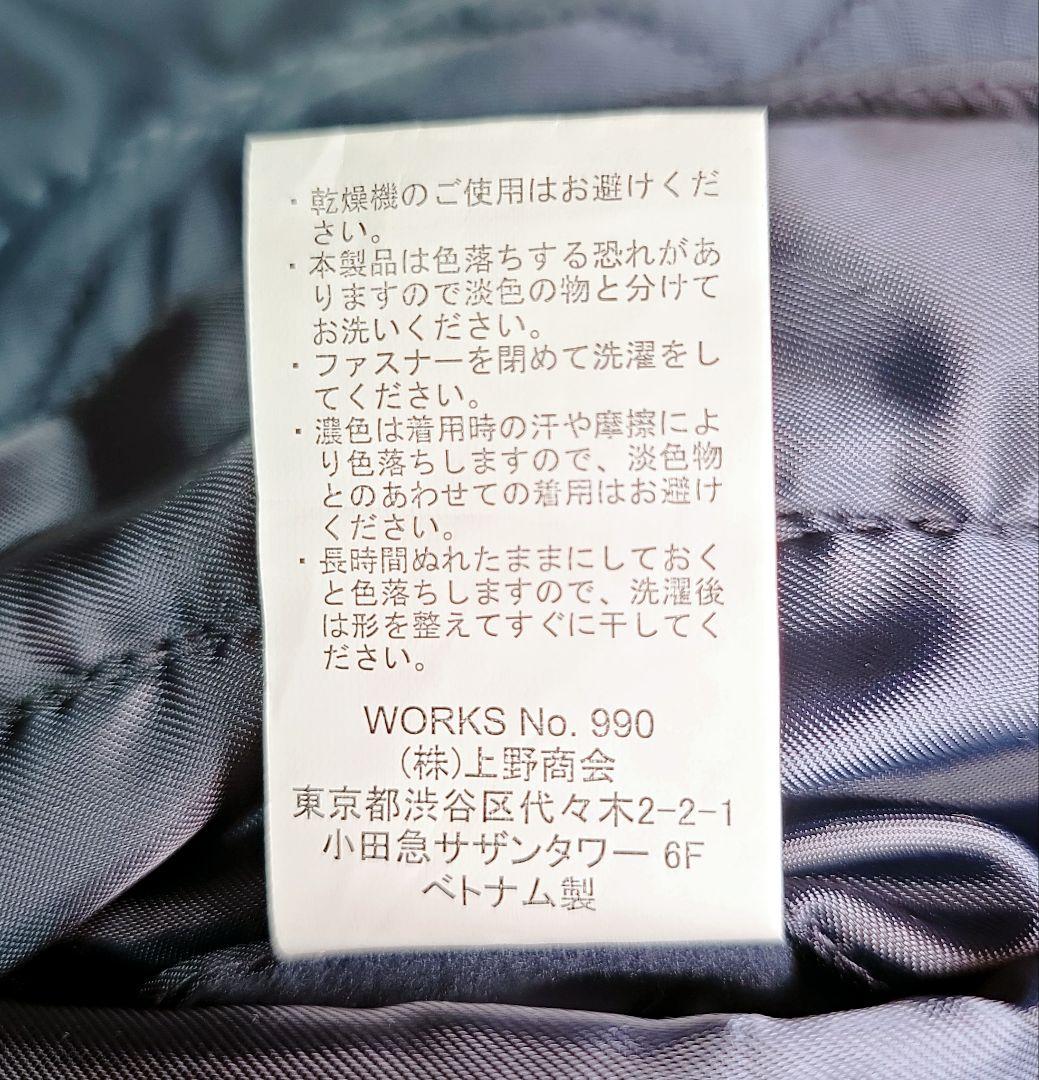 ・乾燥機のご使用はお避けくだ
さい。
・本製品は色落ちする恐れがあ
りますので淡色の物と分けて
お洗いください。
・ファスナーを閉めて洗濯をし
てください。
・濃色は着用時の汗や摩擦によ
り色落ちしますので、淡色物
とのあわせての着用はお避け
ください。
・長時間ぬれたままにしておく
と色落ちしますので、洗濯後
は形を整えてすぐに干してく
ださい。
WORKS No. 990
(株)上野商会
東京都渋谷区代々木2-2-1
小田急サザンタワー 6F
ベトナム製